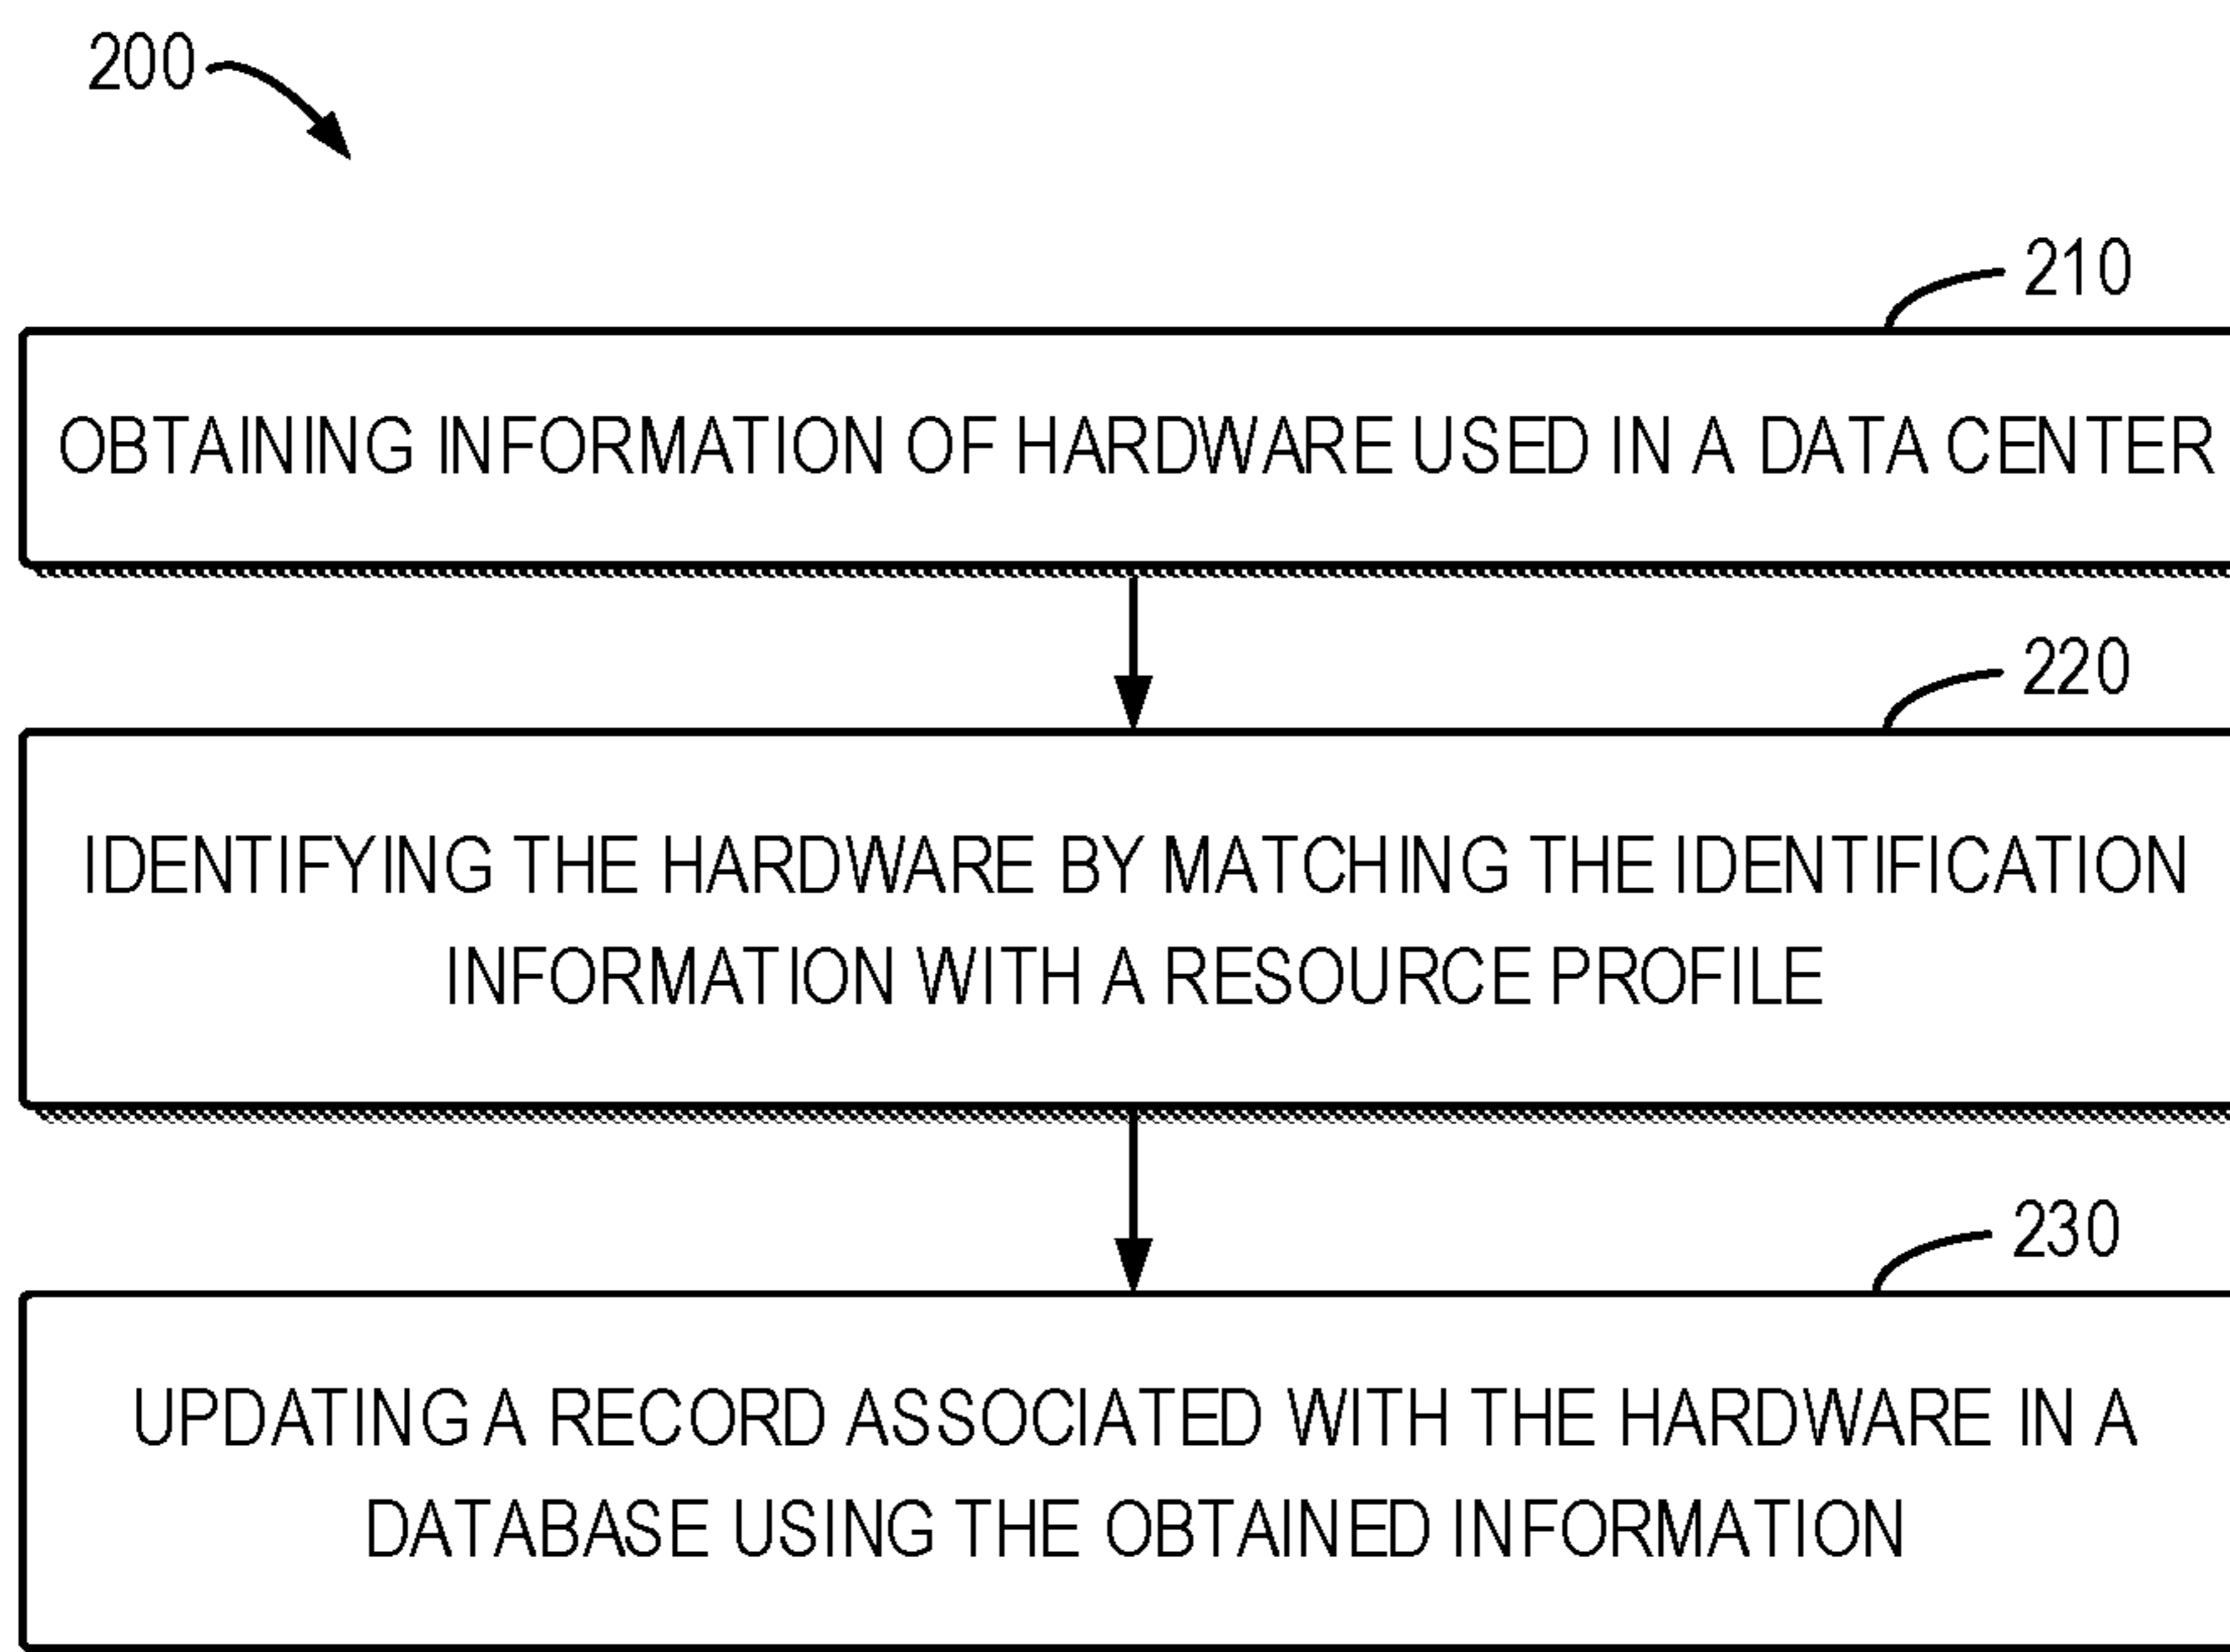 200
210
OBTAINING INFORMATION OF HARDWARE USED IN A DATA CENTER
220
IDENTIFYING THE HARDWARE BY MATCHING THE IDENTIFICATION
INFORMATION WITH A RESOURCE PROFILE
230
UPDATING A RECORD ASSOCIATED WITH THE HARDWARE IN A
DATABASE USING THE OBTAINED INFORMATION